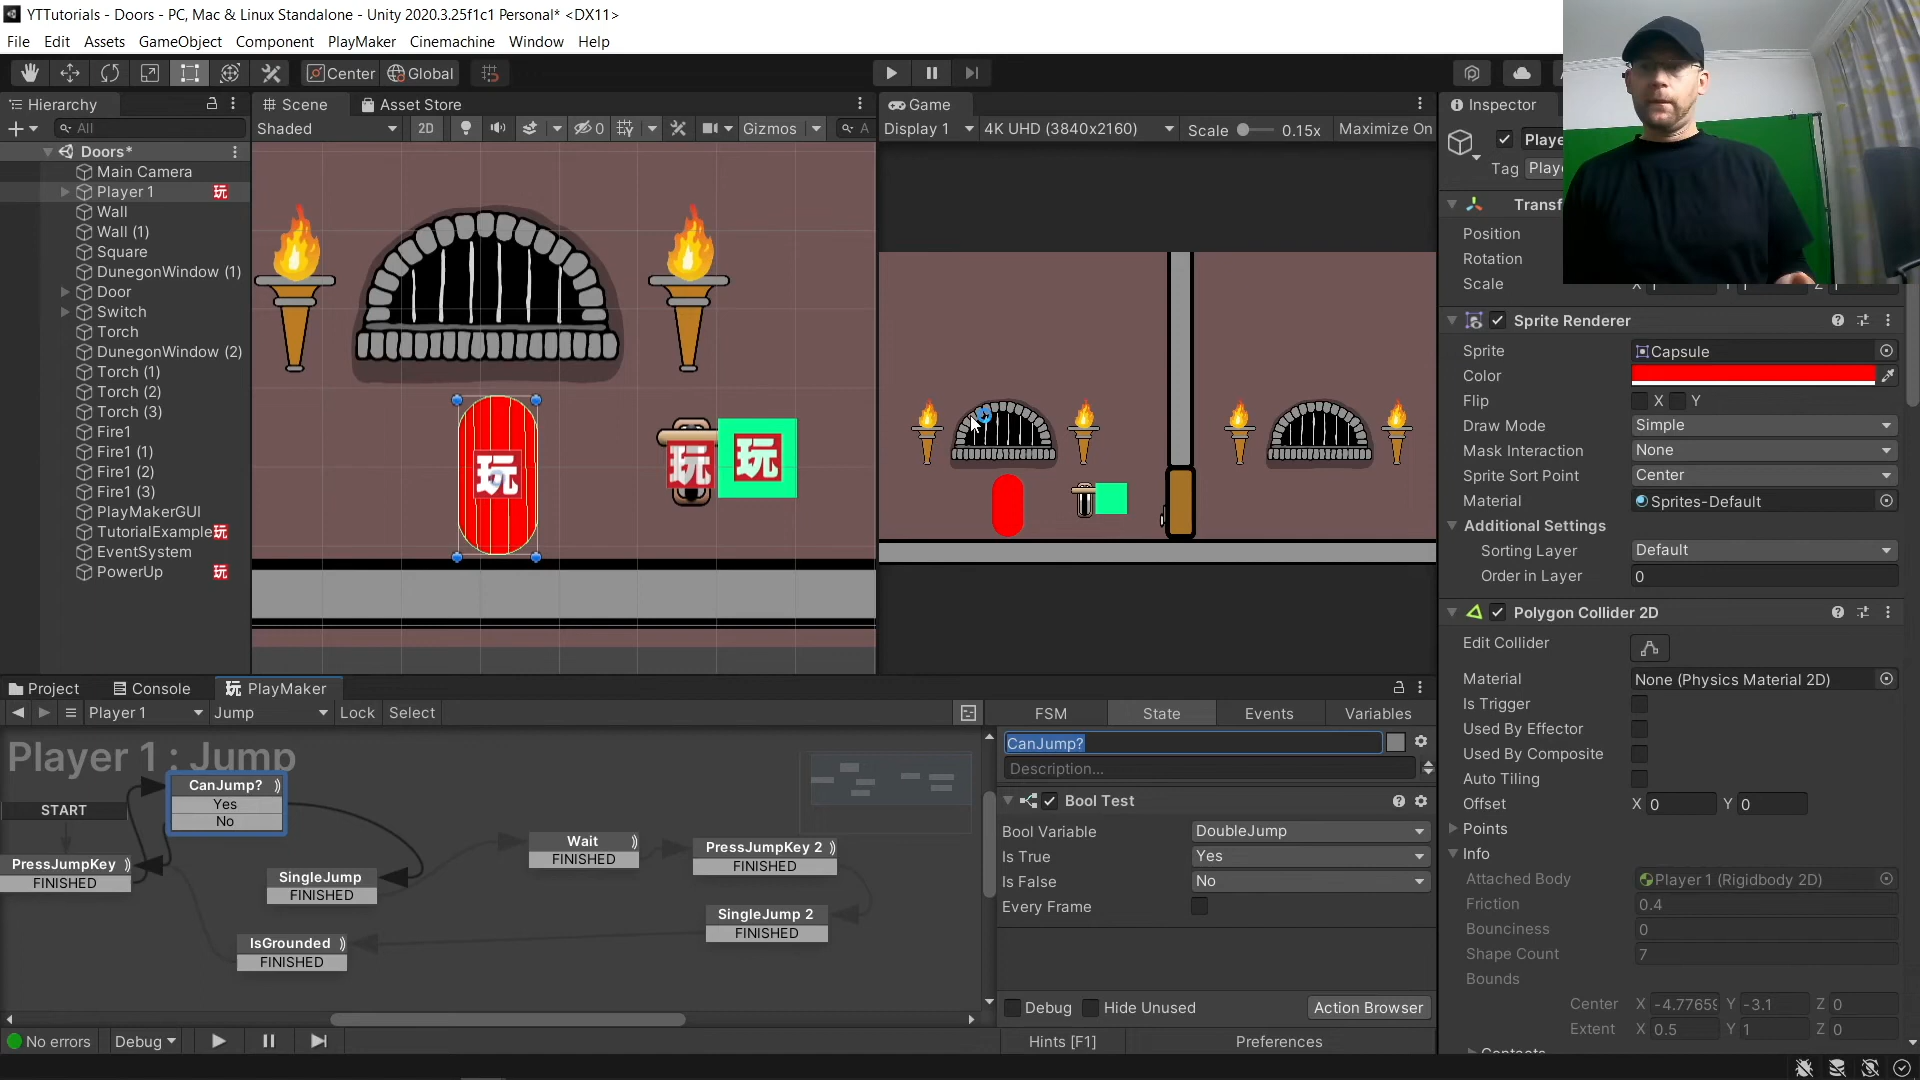 YTTutorials - Doors - PC, Mac & Linux Standalone - Unity 2020.3.25f1c1 Personal* <DX11>
File Edit Assets GameObject Component PlayMaker Cinemachine Window Help
Center Global
Hierarchy
All
Doors*
Main Camera
Player 1 玩
Wall
Wall (1)
Square
DunegonWindow (1)
Door
Switch
Torch
DunegonWindow (2)
Torch (1)
Torch (2)
Torch (3)
Fire1
Fire1 (1)
Fire1 (2)
Fire1 (3)
PlayMakerGUI
TutorialExample 玩
EventSystem
PowerUp 玩
Scene Asset Store
Shaded 2D 0 Gizmos A
玩 玩 玩
Game
Display 1 4K UHD (3840x2160) Scale 0.15x Maximize On
Inspector
Playe
Tag Playe
Transf
Position
Rotation
Scale
Sprite Renderer
Sprite Capsule
Color
Flip X Y
Draw Mode Simple
Mask Interaction None
Sprite Sort Point Center
Material Sprites-Default
Additional Settings
Sorting Layer Default
Order in Layer 0
Polygon Collider 2D
Edit Collider
Material None (Physics Material 2D)
Is Trigger
Used By Effector
Used By Composite
Auto Tiling
Offset X 0 Y 0
Points
Info
Attached Body Player 1 (Rigidbody 2D)
Friction 0.4
Bounciness 0
Shape Count 7
Bounds
Center X -4.7765 Y -3.1 Z 0
Extent X 0.5 Y 1 Z 0
Project Console 玩 PlayMaker
Player 1 Jump Lock Select
Player 1 : Jump
START
CanJump?
Yes
No
PressJumpKey
FINISHED
SingleJump
FINISHED
IsGrounded
FINISHED
Wait
FINISHED
PressJumpKey 2
FINISHED
SingleJump 2
FINISHED
FSM State Events Variables
CanJump?
Description...
Bool Test
Bool Variable DoubleJump
Is True Yes
Is False No
Every Frame
Debug Hide Unused Action Browser
No errors Debug Hints [F1] Preferences